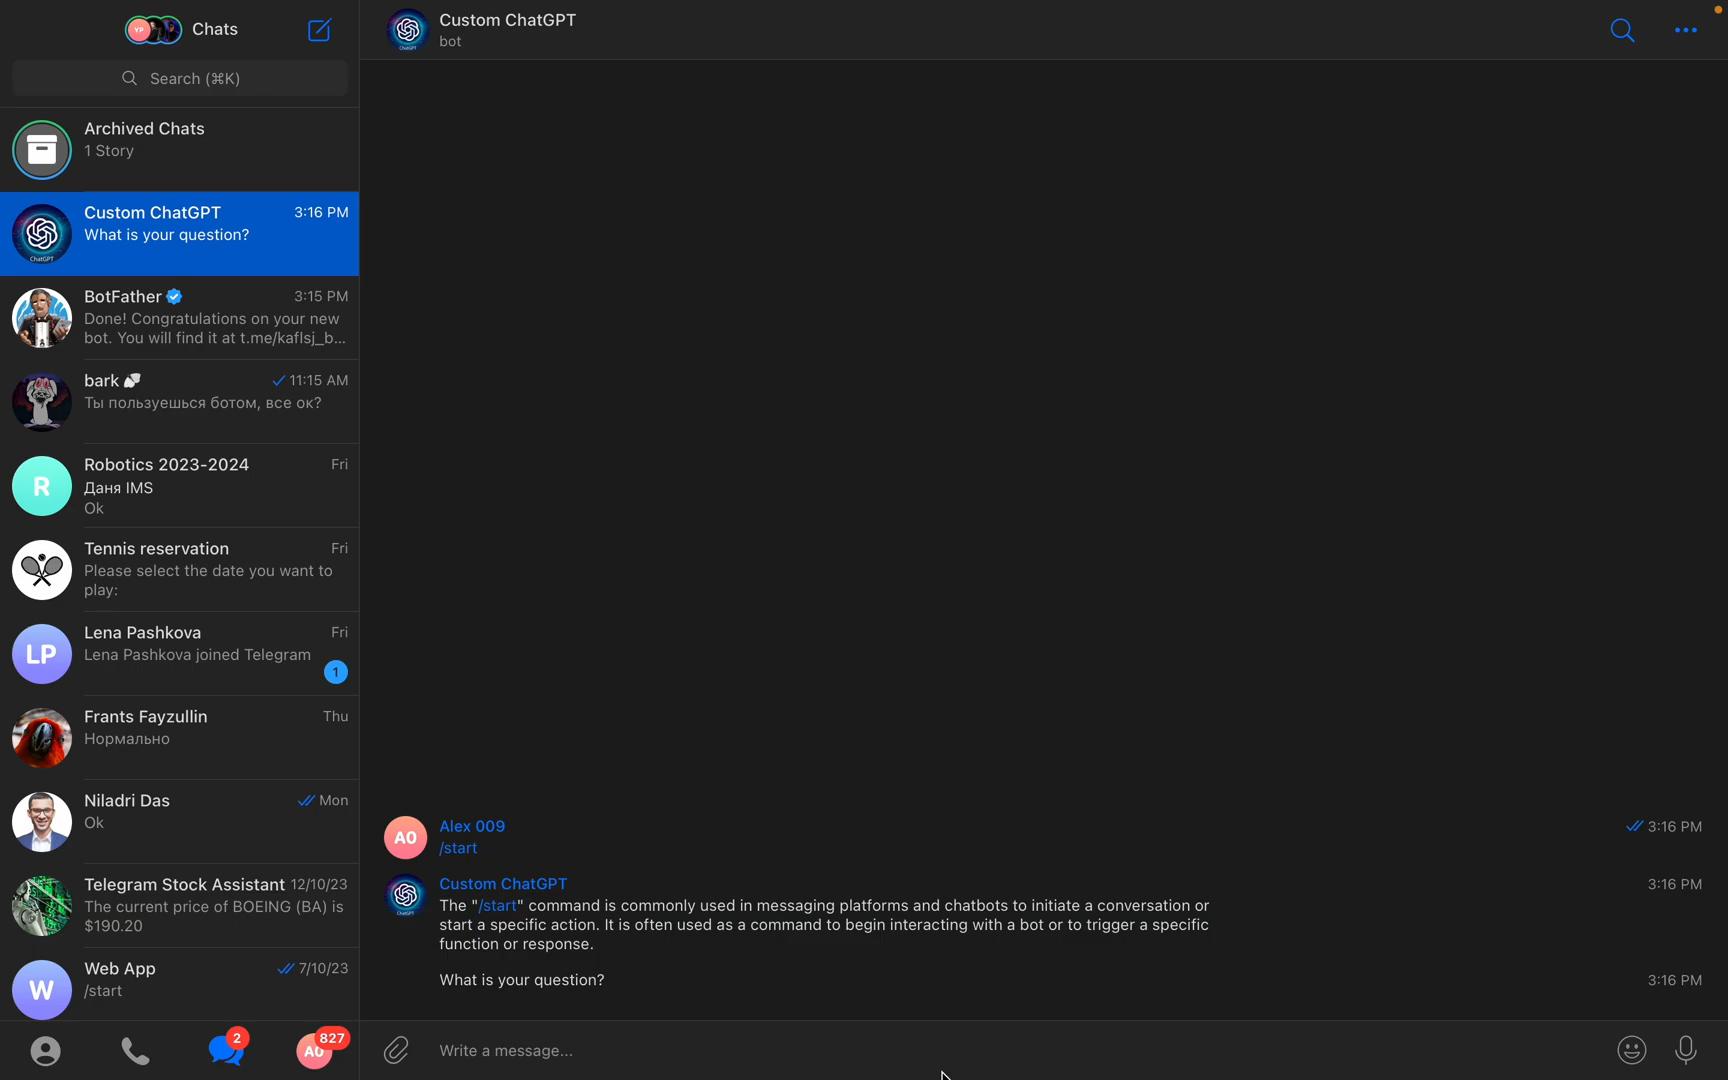 YP
Chats
Search (⌘K)
Archived Chats
1 Story
ChatGPT
Custom ChatGPT
3:16 PM
What is your question?
BotFather
3:15 PM
Done! Congratulations on your new
bot. You will find it at t.me/kaflsj_b...
bark
11:15 AM
Ты пользуешься ботом, все ок?
R
Robotics 2023-2024
Fri
Даня IMS
Ok
Tennis reservation
Fri
Please select the date you want to
play:
LP
Lena Pashkova
Fri
Lena Pashkova joined Telegram
1
Frants Fayzullin
Thu
Нормально
Niladri Das
Mon
Ok
Telegram Stock Assistant
12/10/23
The current price of BOEING (BA) is
$190.20
W
Web App
7/10/23
/start
2
A0
827
ChatGPT
Custom ChatGPT
bot
A0
Alex 009
3:16 PM
/start
ChatGPT
Custom ChatGPT
3:16 PM
The "/start" command is commonly used in messaging platforms and chatbots to initiate a conversation or
start a specific action. It is often used as a command to begin interacting with a bot or to trigger a specific
function or response.
What is your question?
3:16 PM
Write a message...